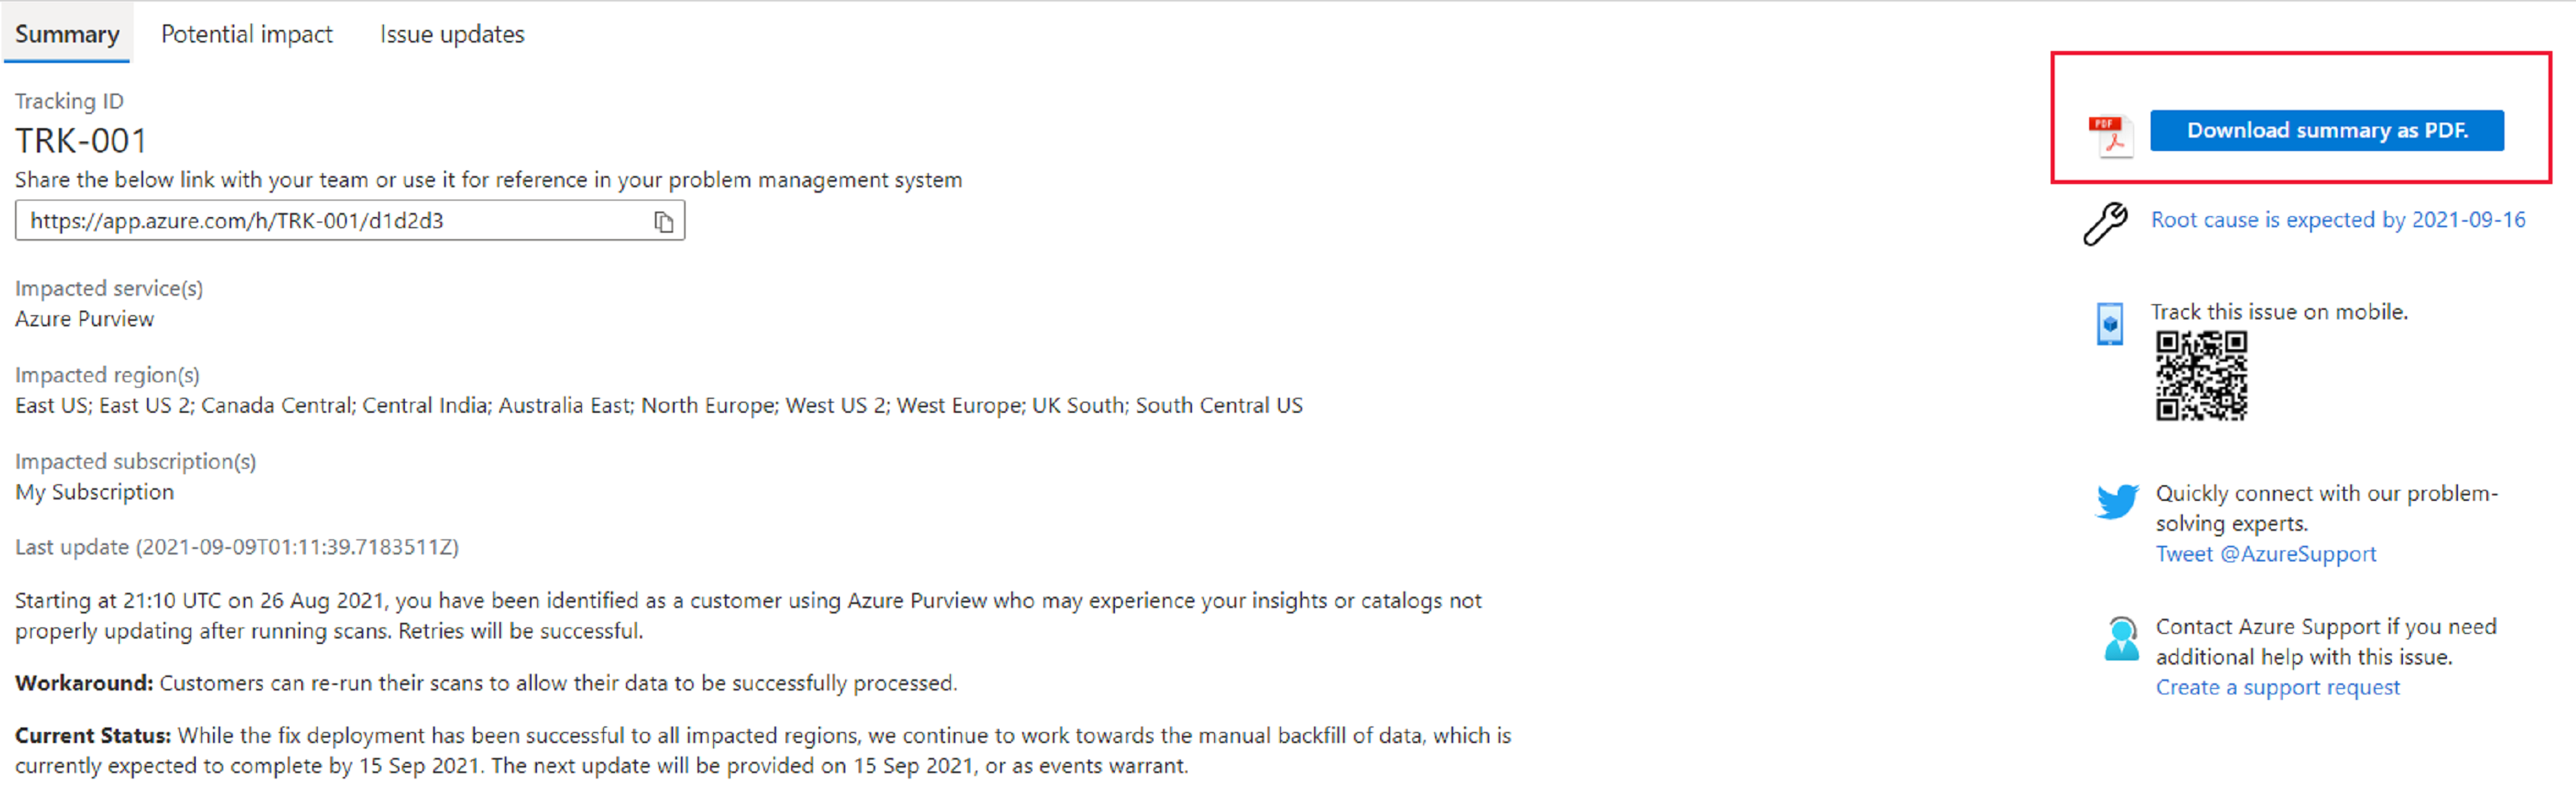 Summary
Potential impact
Issue updates
Tracking ID
TRK-001
Share the below link with your team or use it for reference in your problem management system
https://app.azure.com/h/TRK-001/d1d2d3
Impacted service(s)
Azure Purview
Impacted region(s)
East US; East US 2; Canada Central; Central India; Australia East; North Europe; West US 2; West Europe; UK South; South Central US
Impacted subscription(s)
My Subscription
Last update (2021-09-09T01:11:39.7183511Z)
Starting at 21:10 UTC on 26 Aug 2021, you have been identified as a customer using Azure Purview who may experience your insights or catalogs not
properly updating after running scans. Retries will be successful.
Workaround: Customers can re-run their scans to allow their data to be successfully processed.
Current Status: While the fix deployment has been successful to all impacted regions, we continue to work towards the manual backfill of data, which is
currently expected to complete by 15 Sep 2021. The next update will be provided on 15 Sep 2021, or as events warrant.
PDF
Download summary as PDF.
Root cause is expected by 2021-09-16
Track this issue on mobile.
Quickly connect with our problem-
solving experts.
Tweet @AzureSupport
Contact Azure Support if you need
additional help with this issue.
Create a support request